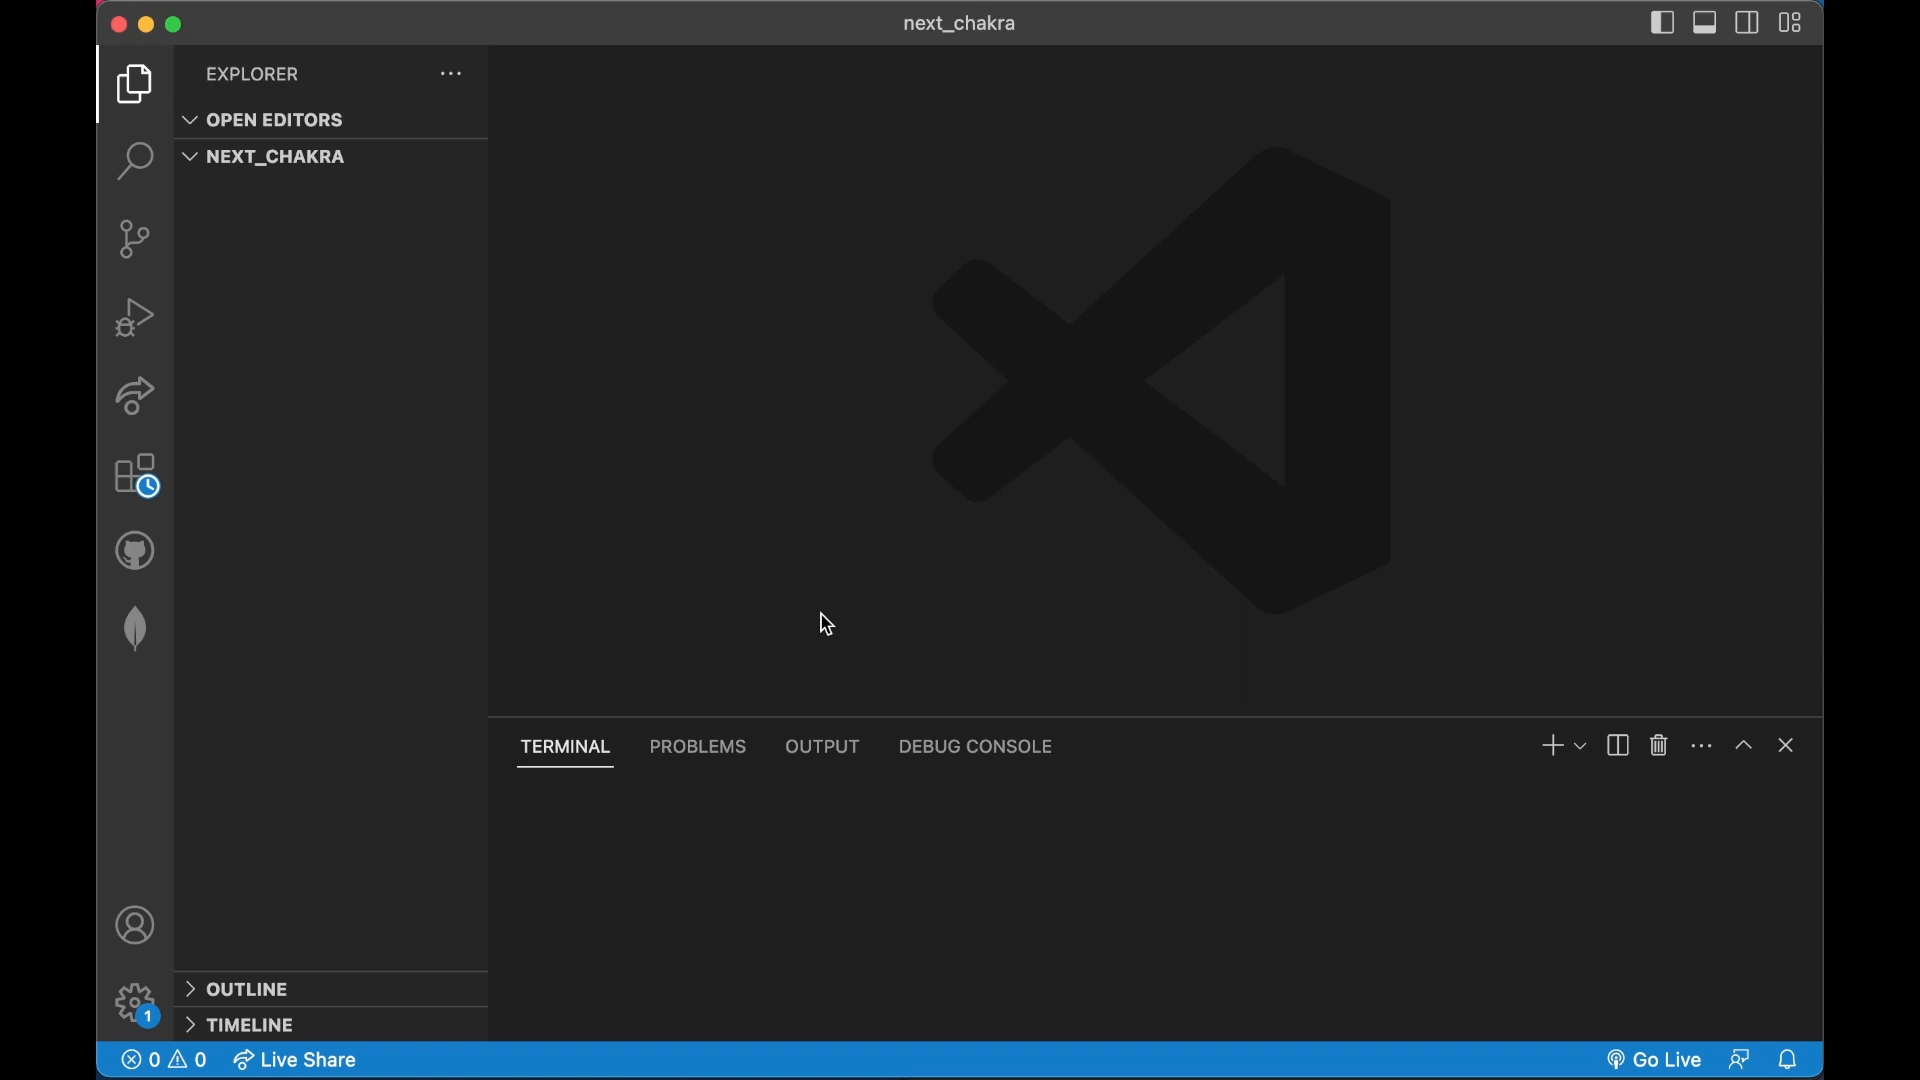 next_chakra
EXPLORER
OPEN EDITORS
NEXT_CHAKRA
TERMINAL PROBLEMS OUTPUT DEBUG CONSOLE
OUTLINE
TIMELINE
1
0 0 Live Share Go Live